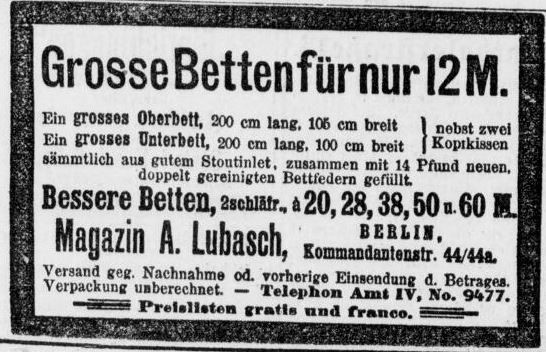 Grosse Betten für nur 12 M.
Ein grosses Oberbett, 200 cm lang, 105 cm breit
Ein grosses Unterbett, 200 cm lang, 100 cm breit
} nebst zwei
Kopfkissen
sämmtlich aus gutem Stoutinlet, zusammen mit 14 Pfund neuen,
doppelt gereinigten Bettfedern gefüllt.
Bessere Betten, 2schläfr., à 20, 28, 38, 50 u. 60 M.
Magazin A. Lubasch,
BERLIN,
Kommandantenstr. 44/44a.
Versand geg. Nachnahme od. vorherige Einsendung d. Betrages.
Verpackung unberechnet. — Telephon Amt IV, No. 9477.
Preislisten gratis und franco.